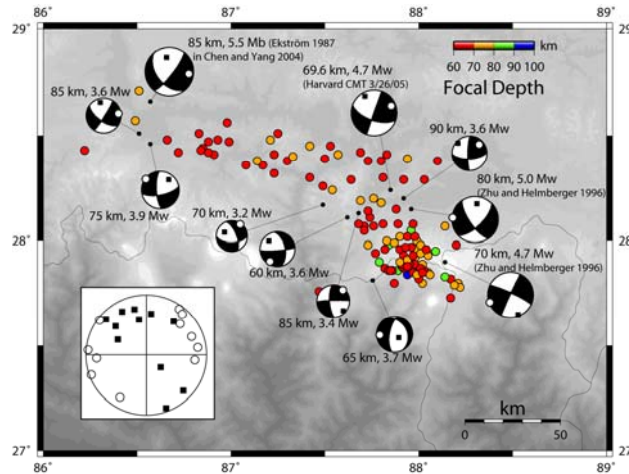 86° 87° 88° 89°
29° 29°
85 km, 5.5 Mb (Ekström 1987
in Chen and Yang 2004)
km
60 70 80 90 100
Focal Depth
69.6 km, 4.7 Mw
(Harvard CMT 3/26/05)
85 km, 3.6 Mw
90 km, 3.6 Mw
80 km, 5.0 Mw
(Zhu and Helmberger 1996)
75 km, 3.9 Mw
70 km, 3.2 Mw
28° 28°
60 km, 3.6 Mw
70 km, 4.7 Mw
(Zhu and Helmberger 1996)
85 km, 3.4 Mw
65 km, 3.7 Mw
km
0 50
27° 27°
86° 87° 88° 89°